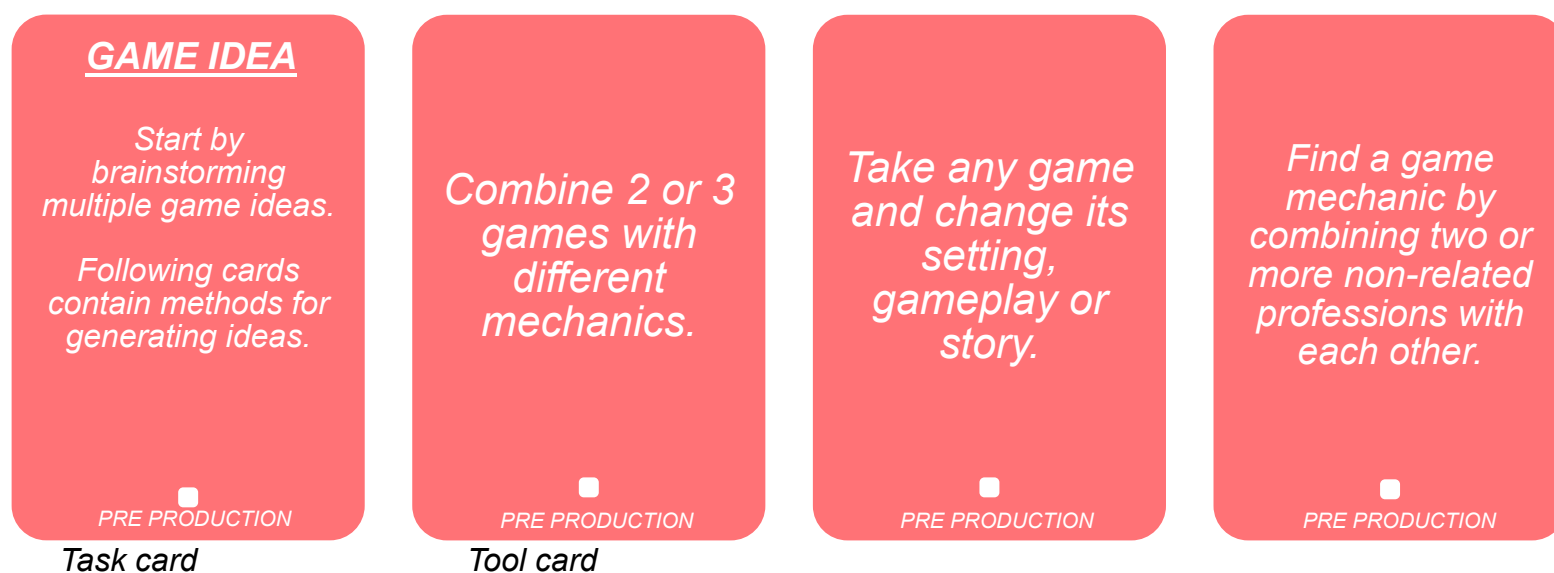 GAME IDEA
Start by
brainstorming
multiple game ideas.
Following cards
contain methods for
generating ideas.
PRE PRODUCTION
Task card
Combine 2 or 3
games with
different
mechanics.
PRE PRODUCTION
Tool card
Take any game
and change its
setting,
gameplay or
story.
PRE PRODUCTION
Find a game
mechanic by
combining two or
more non-related
professions with
each other.
PRE PRODUCTION